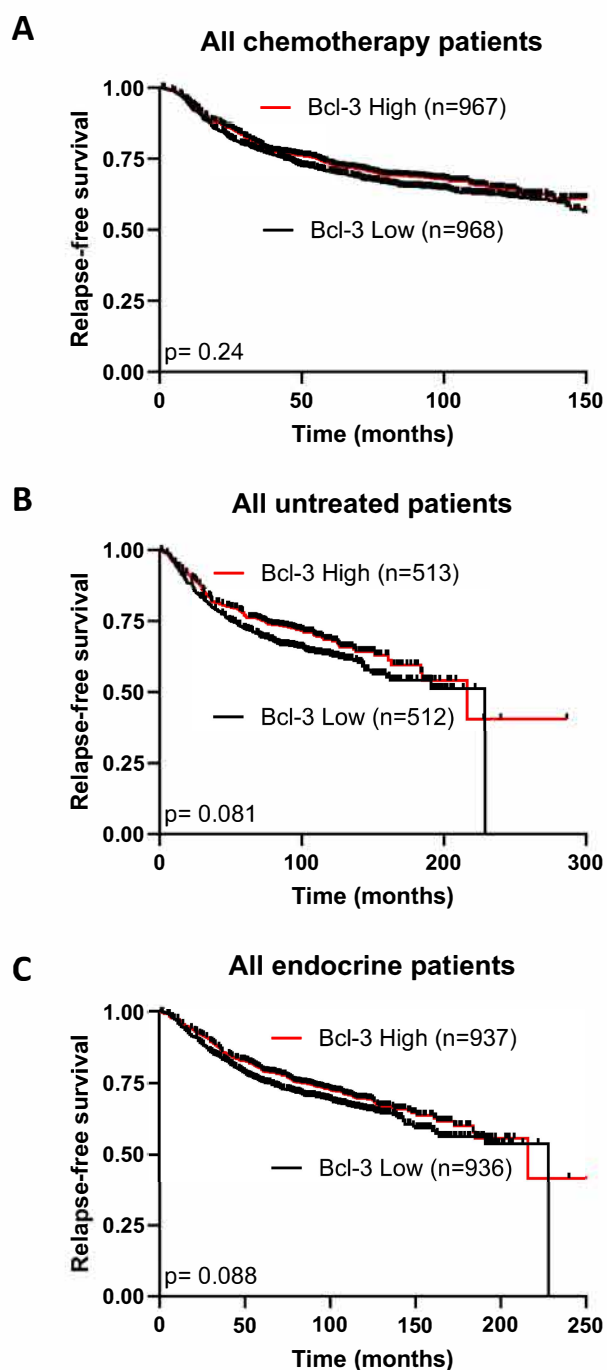 A
All chemotherapy patients
Relapse-free survival
1.00
0.75
0.50
0.25
0.00
Bcl-3 High (n=967)
Bcl-3 Low (n=968)
p= 0.24
0 50 100 150
Time (months)
B
All untreated patients
Relapse-free survival
1.00
0.75
0.50
0.25
0.00
Bcl-3 High (n=513)
Bcl-3 Low (n=512)
p= 0.081
0 100 200 300
Time (months)
C
All endocrine patients
Relapse-free survival
1.00
0.75
0.50
0.25
0.00
Bcl-3 High (n=937)
Bcl-3 Low (n=936)
p= 0.088
0 50 100 150 200 250
Time (months)